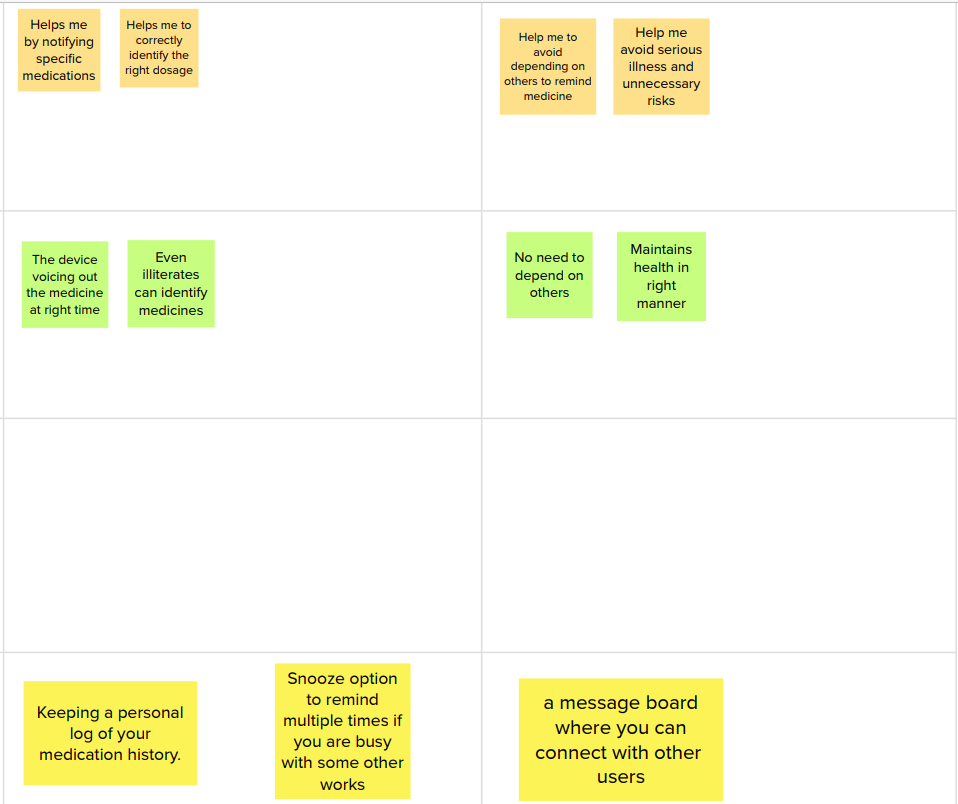 Helps me
by notifying
specific
medications
Helps me to
correctly
identify the
right dosage
Help me to
avoid
depending on
others to remind
medicine
Help me
avoid serious
illness and
unnecessary
risks
The device
voicing out
the medicine
at right time
Even
illiterates
can identify
medicines
No need to
depend on
others
Maintains
health in
right
manner
Keeping a personal
log of your
medication history.
Snooze option
to remind
multiple times if
you are busy
with some other
works
a message board
where you can
connect with other
users